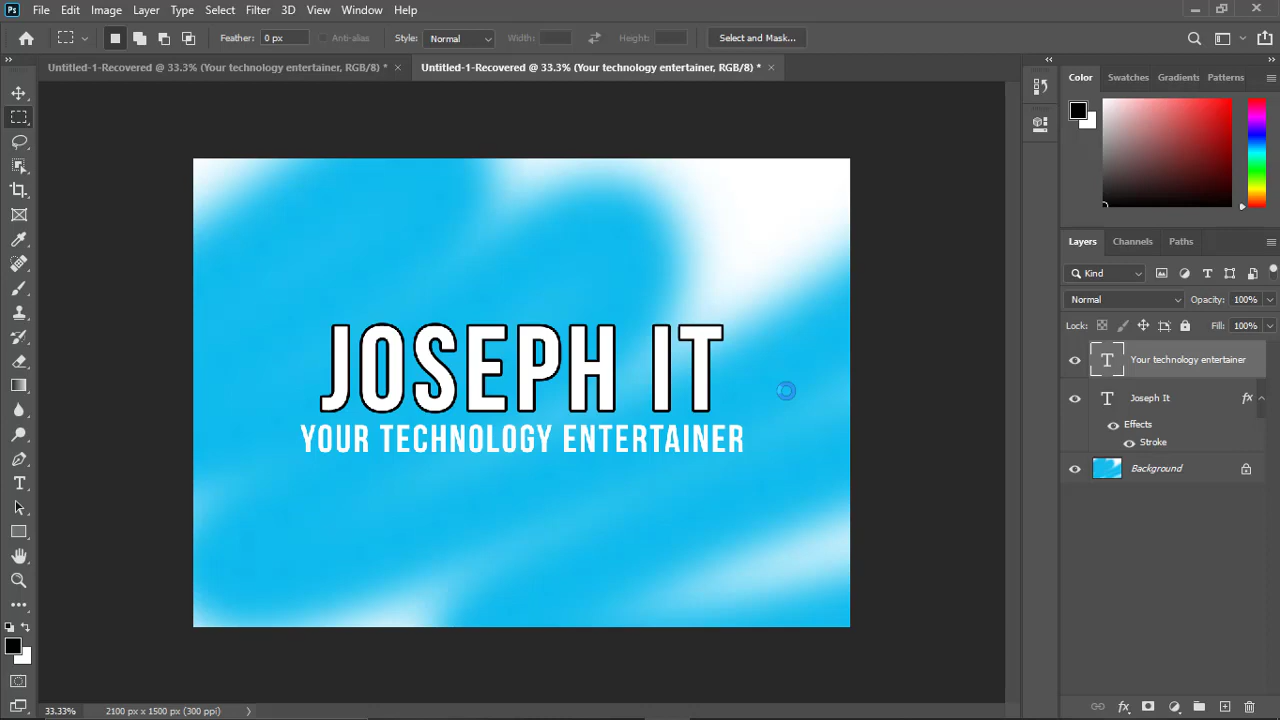 Ps File Edit Image Layer Type Select Filter 3D View Window Help
Feather: 0 px Anti-alias Style: Normal Width: Height: Select and Mask...
Untitled-1-Recovered @ 33.3% (Your technology entertainer, RGB/8) * × Untitled-1-Recovered @ 33.3% (Your technology entertainer, RGB/8) * ×
Color Swatches Gradients Patterns
Layers Channels Paths
Kind
Normal Opacity: 100%
Lock: Fill: 100%
T Your technology entertainer
T Joseph It fx
Effects
Stroke
Background
JOSEPH IT
YOUR TECHNOLOGY ENTERTAINER
33.33% 2100 px x 1500 px (300 ppi)